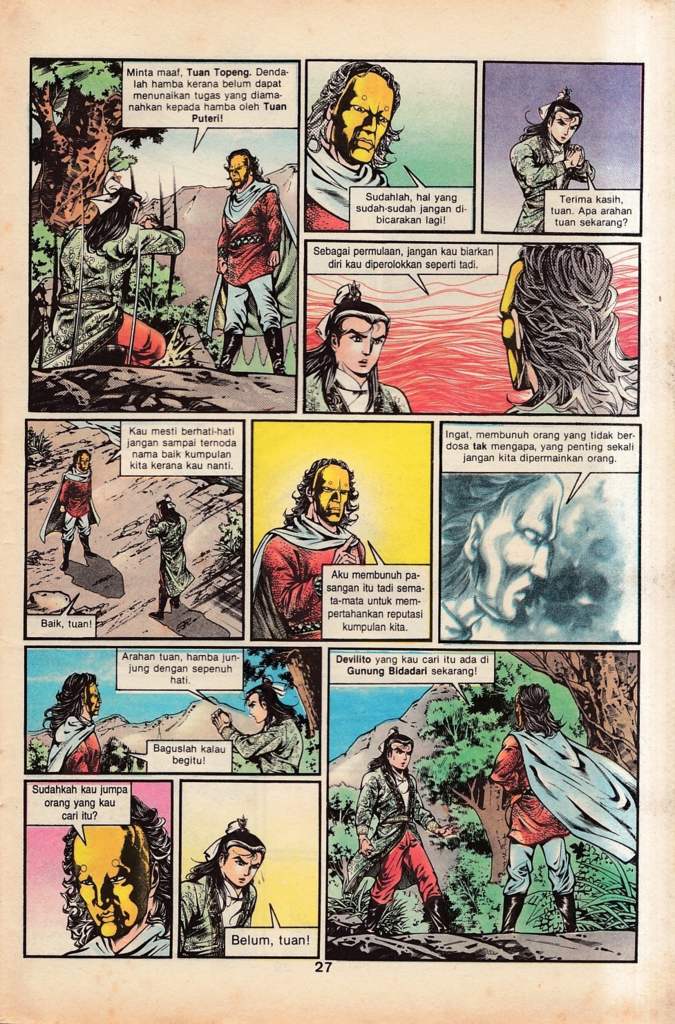 Minta maaf, Tuan Topeng. Denda-
lah hamba kerana belum dapat
menunaikan tugas yang diama-
nahkan kepada hamba oleh Tuan
Puteri!
Sudahlah, hal yang
sudah-sudah jangan di-
bicarakan lagi!
Terima kasih,
tuan. Apa arahan
tuan sekarang?
Sebagai permulaan, jangan kau biarkan
diri kau diperolokkan seperti tadi.
Kau mesti berhati-hati
jangan sampai ternoda
nama baik kumpulan
kita kerana kau nanti.
Baik, tuan!
Aku membunuh pa-
sangan itu tadi sema-
ta-mata untuk mem-
pertahankan reputasi
kumpulan kita.
Ingat, membunuh orang yang tidak ber-
dosa tak mengapa, yang penting sekali
jangan kita dipermainkan orang.
Arahan tuan, hamba jun-
jung dengan sepenuh
hati.
Baguslah kalau
begitu!
Sudahkah kau jumpa
orang yang kau
cari itu?
Belum, tuan!
Devilito yang kau cari itu ada di
Gunung Bidadari sekarang!
27